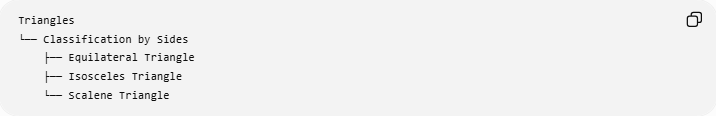 Triangles
└── Classification by Sides
    ├── Equilateral Triangle
    ├── Isosceles Triangle
    └── Scalene Triangle